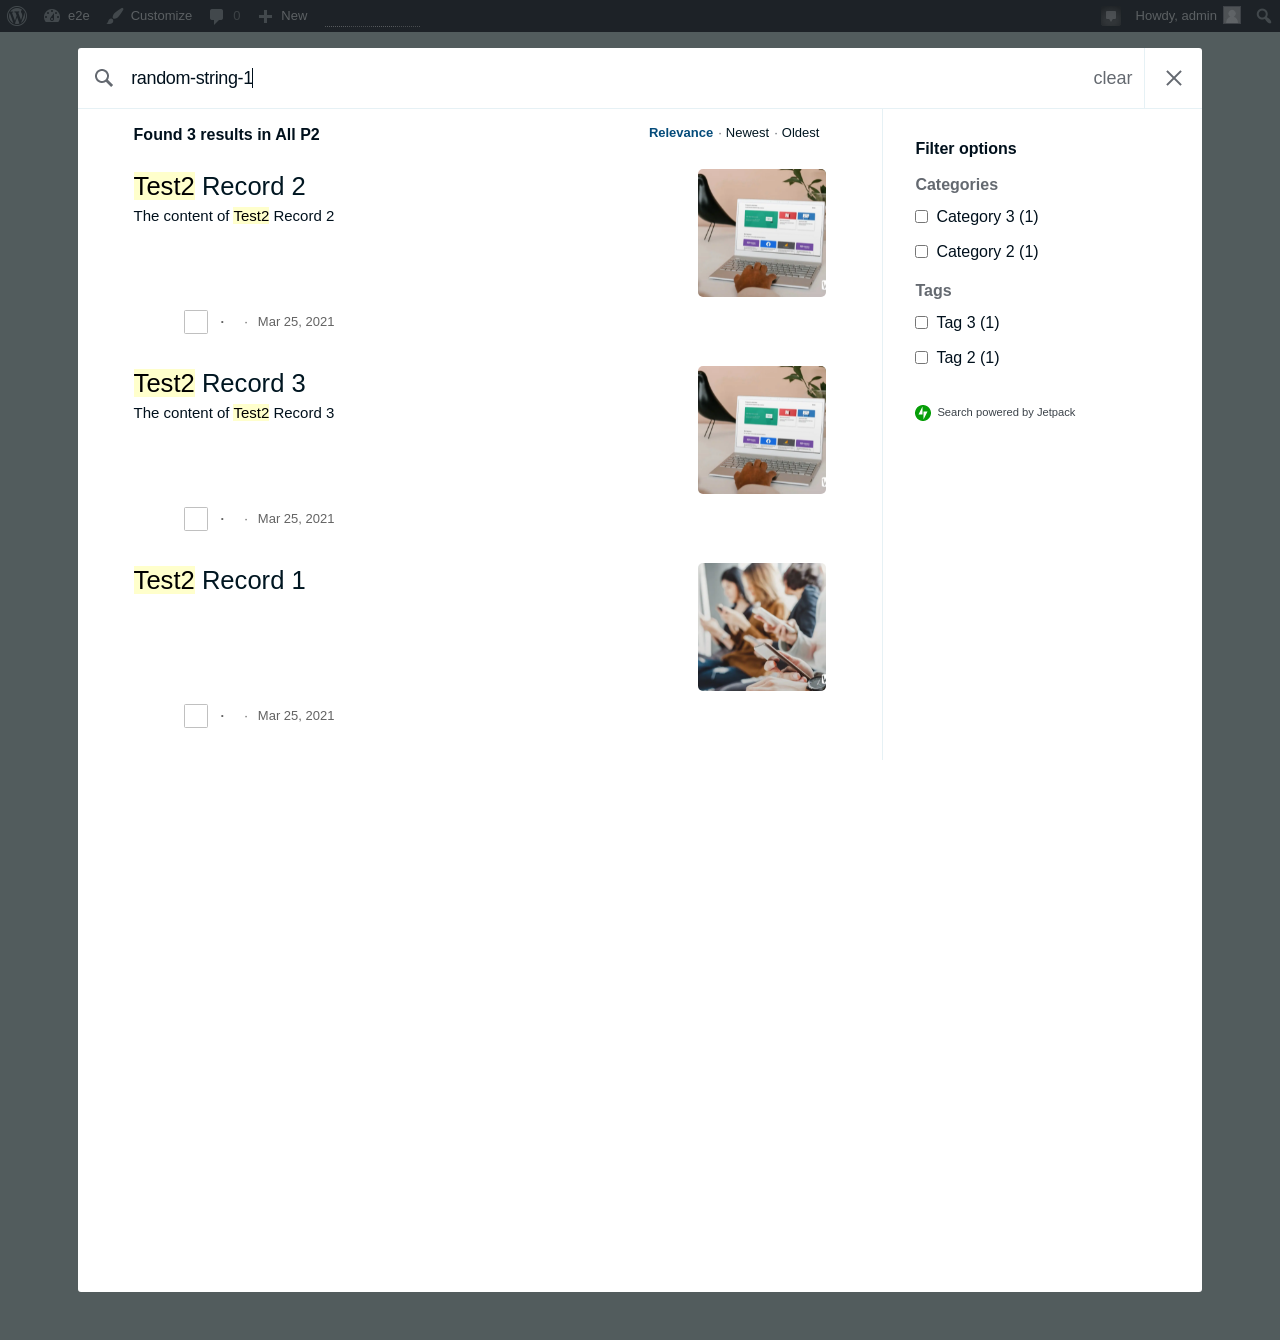 e2e Customize 0 New Howdy, admin
random-string-1 clear
Found 3 results in All P2
Relevance · Newest · Oldest
Test2 Record 2
The content of Test2 Record 2
· · Mar 25, 2021
Test2 Record 3
The content of Test2 Record 3
· · Mar 25, 2021
Test2 Record 1
· · Mar 25, 2021
Filter options
Categories
Category 3 (1)
Category 2 (1)
Tags
Tag 3 (1)
Tag 2 (1)
Search powered by Jetpack